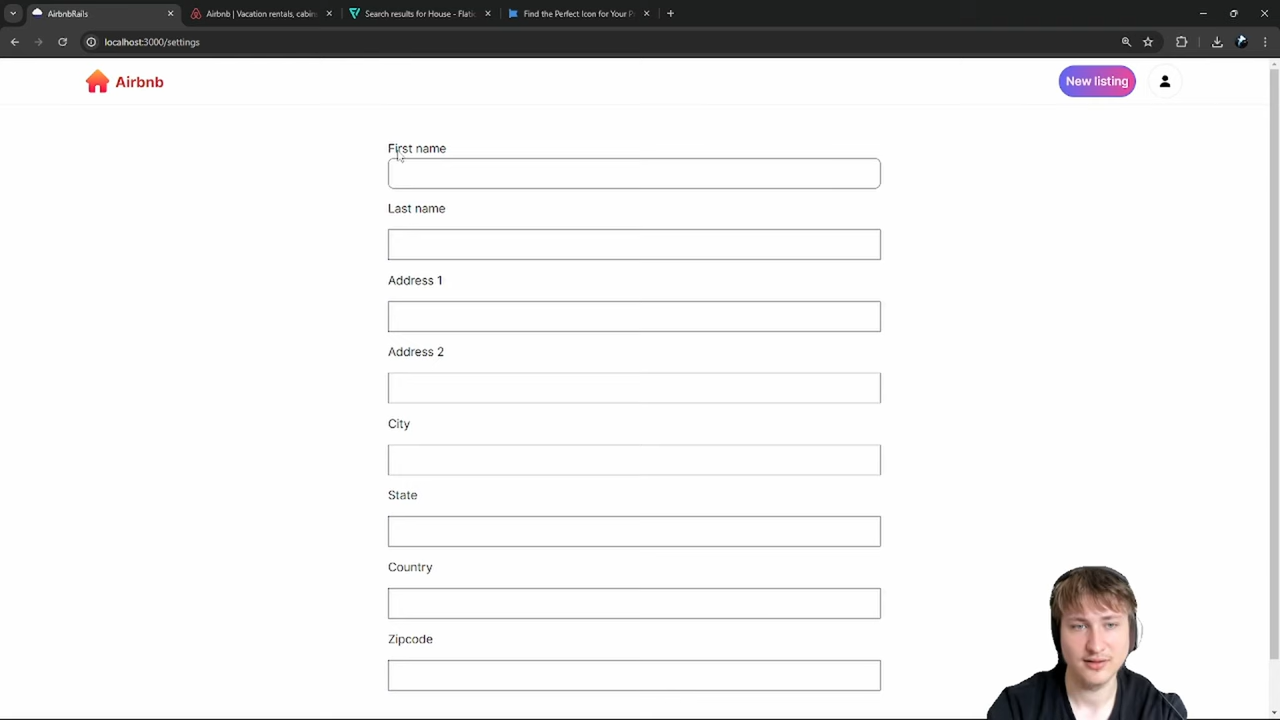 AirbnbRails
Airbnb | Vacation rentals, cabins
Search results for House - Flati
Find the Perfect Icon for Your P
localhost:3000/settings
Airbnb
New listing
First name
Last name
Address 1
Address 2
City
State
Country
Zipcode